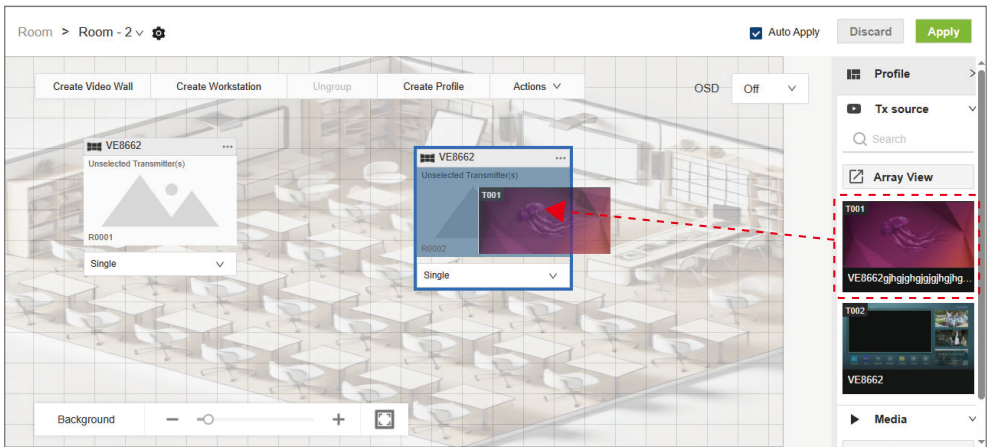 Room > Room - 2
Auto Apply
Discard
Apply
Create Video Wall
Create Workstation
Ungroup
Create Profile
Actions
OSD
Off
Profile
Tx source
Search
Array View
VE8662
Unselected Transmitter(s)
R0001
Single
VE8662
Unselected Transmitter(s)
T001
R0002
Single
T001
VE8662gjhgjghgjgjgjhgjhg...
T002
VE8662
Background
Media